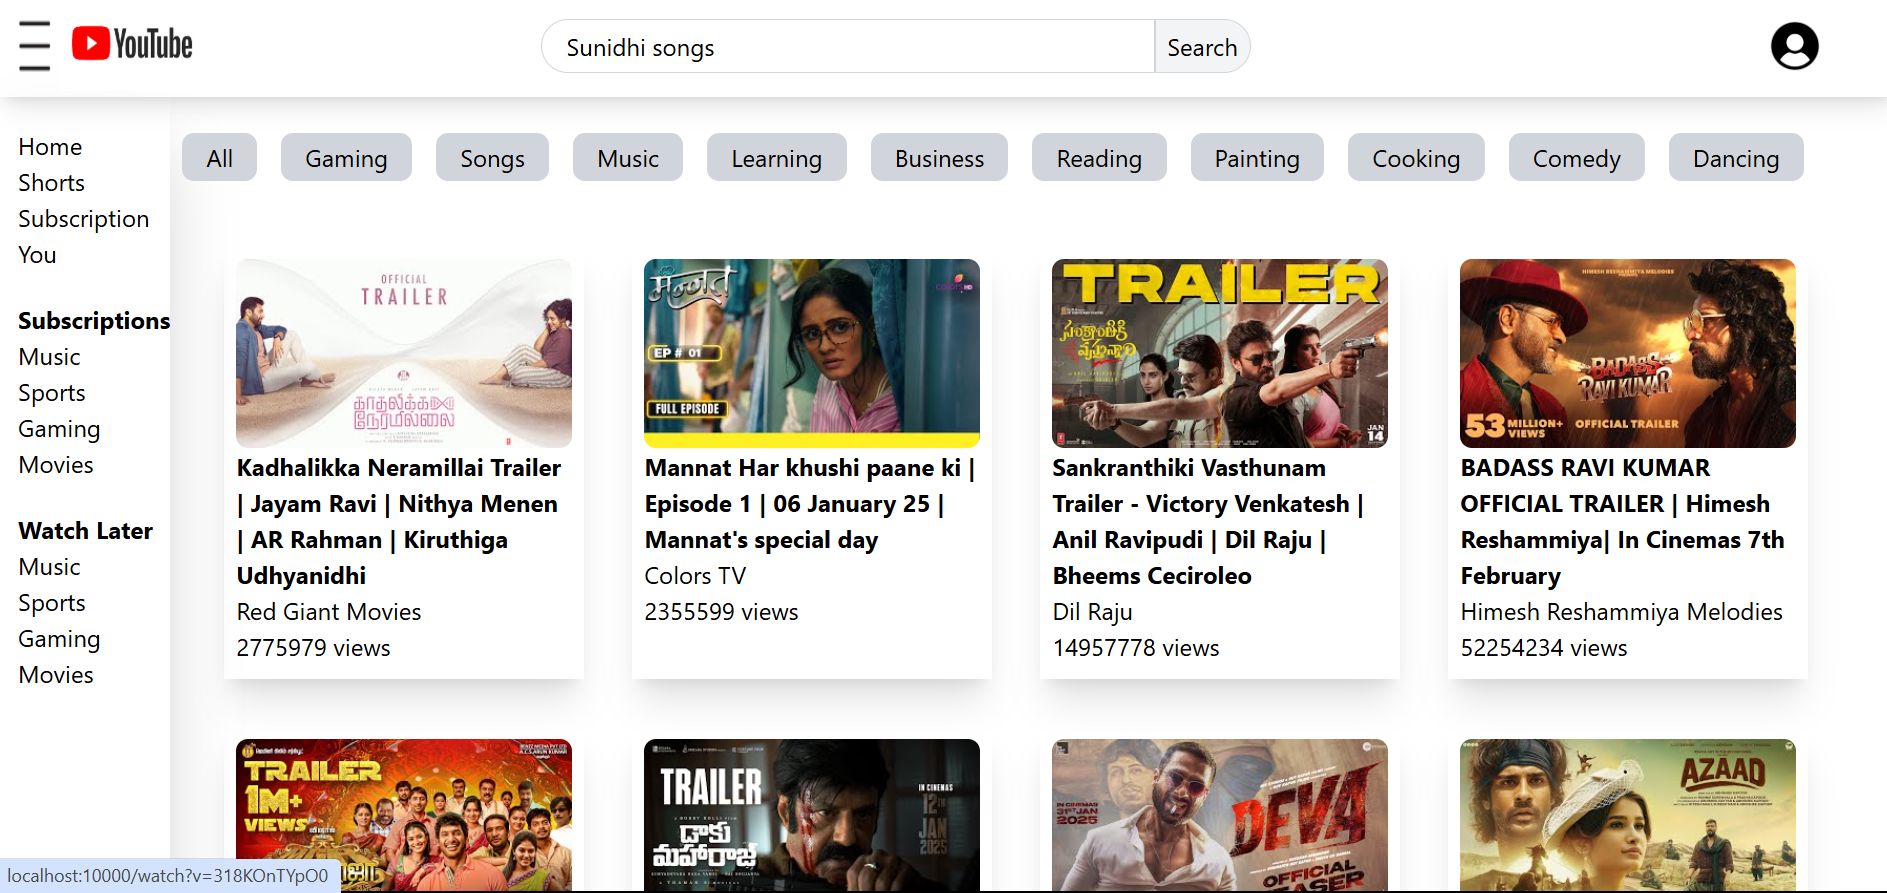 YouTube
Sunidhi songs
Search
Home
Shorts
Subscription
You
Subscriptions
Music
Sports
Gaming
Movies
Watch Later
Music
Sports
Gaming
Movies
All
Gaming
Songs
Music
Learning
Business
Reading
Painting
Cooking
Comedy
Dancing
OFFICIAL
TRAILER
காதலிக்க
நேரமில்லை
Kadhalikka Neramillai Trailer
| Jayam Ravi | Nithya Menen
| AR Rahman | Kiruthiga
Udhyanidhi
Red Giant Movies
2775979 views
मन्नत
colors HD
EP # 01
FULL EPISODE
Mannat Har khushi paane ki |
Episode 1 | 06 January 25 |
Mannat's special day
Colors TV
2355599 views
TRAILER
సంక్రాంతికి
వస్తున్నాం
JAN
14
Sankranthiki Vasthunam
Trailer - Victory Venkatesh |
Anil Ravipudi | Dil Raju |
Bheems Ceciroleo
Dil Raju
14957778 views
HIMESH RESHAMMIYA MELODIES
BADASS
RAVI KUMAR
53 MILLION+
VIEWS
OFFICIAL TRAILER
BADASS RAVI KUMAR
OFFICIAL TRAILER | Himesh
Reshammiya| In Cinemas 7th
February
Himesh Reshammiya Melodies
52254234 views
TRAILER
1M+
VIEWS
TRAILER
IN CINEMAS
12
JAN
2025
డాకు
మహారాజ్
IN CINEMAS
31ST JAN
2025
DEVA
OFFICIAL
TEASER
AZAAD
localhost:10000/watch?v=318KOnTYpO0